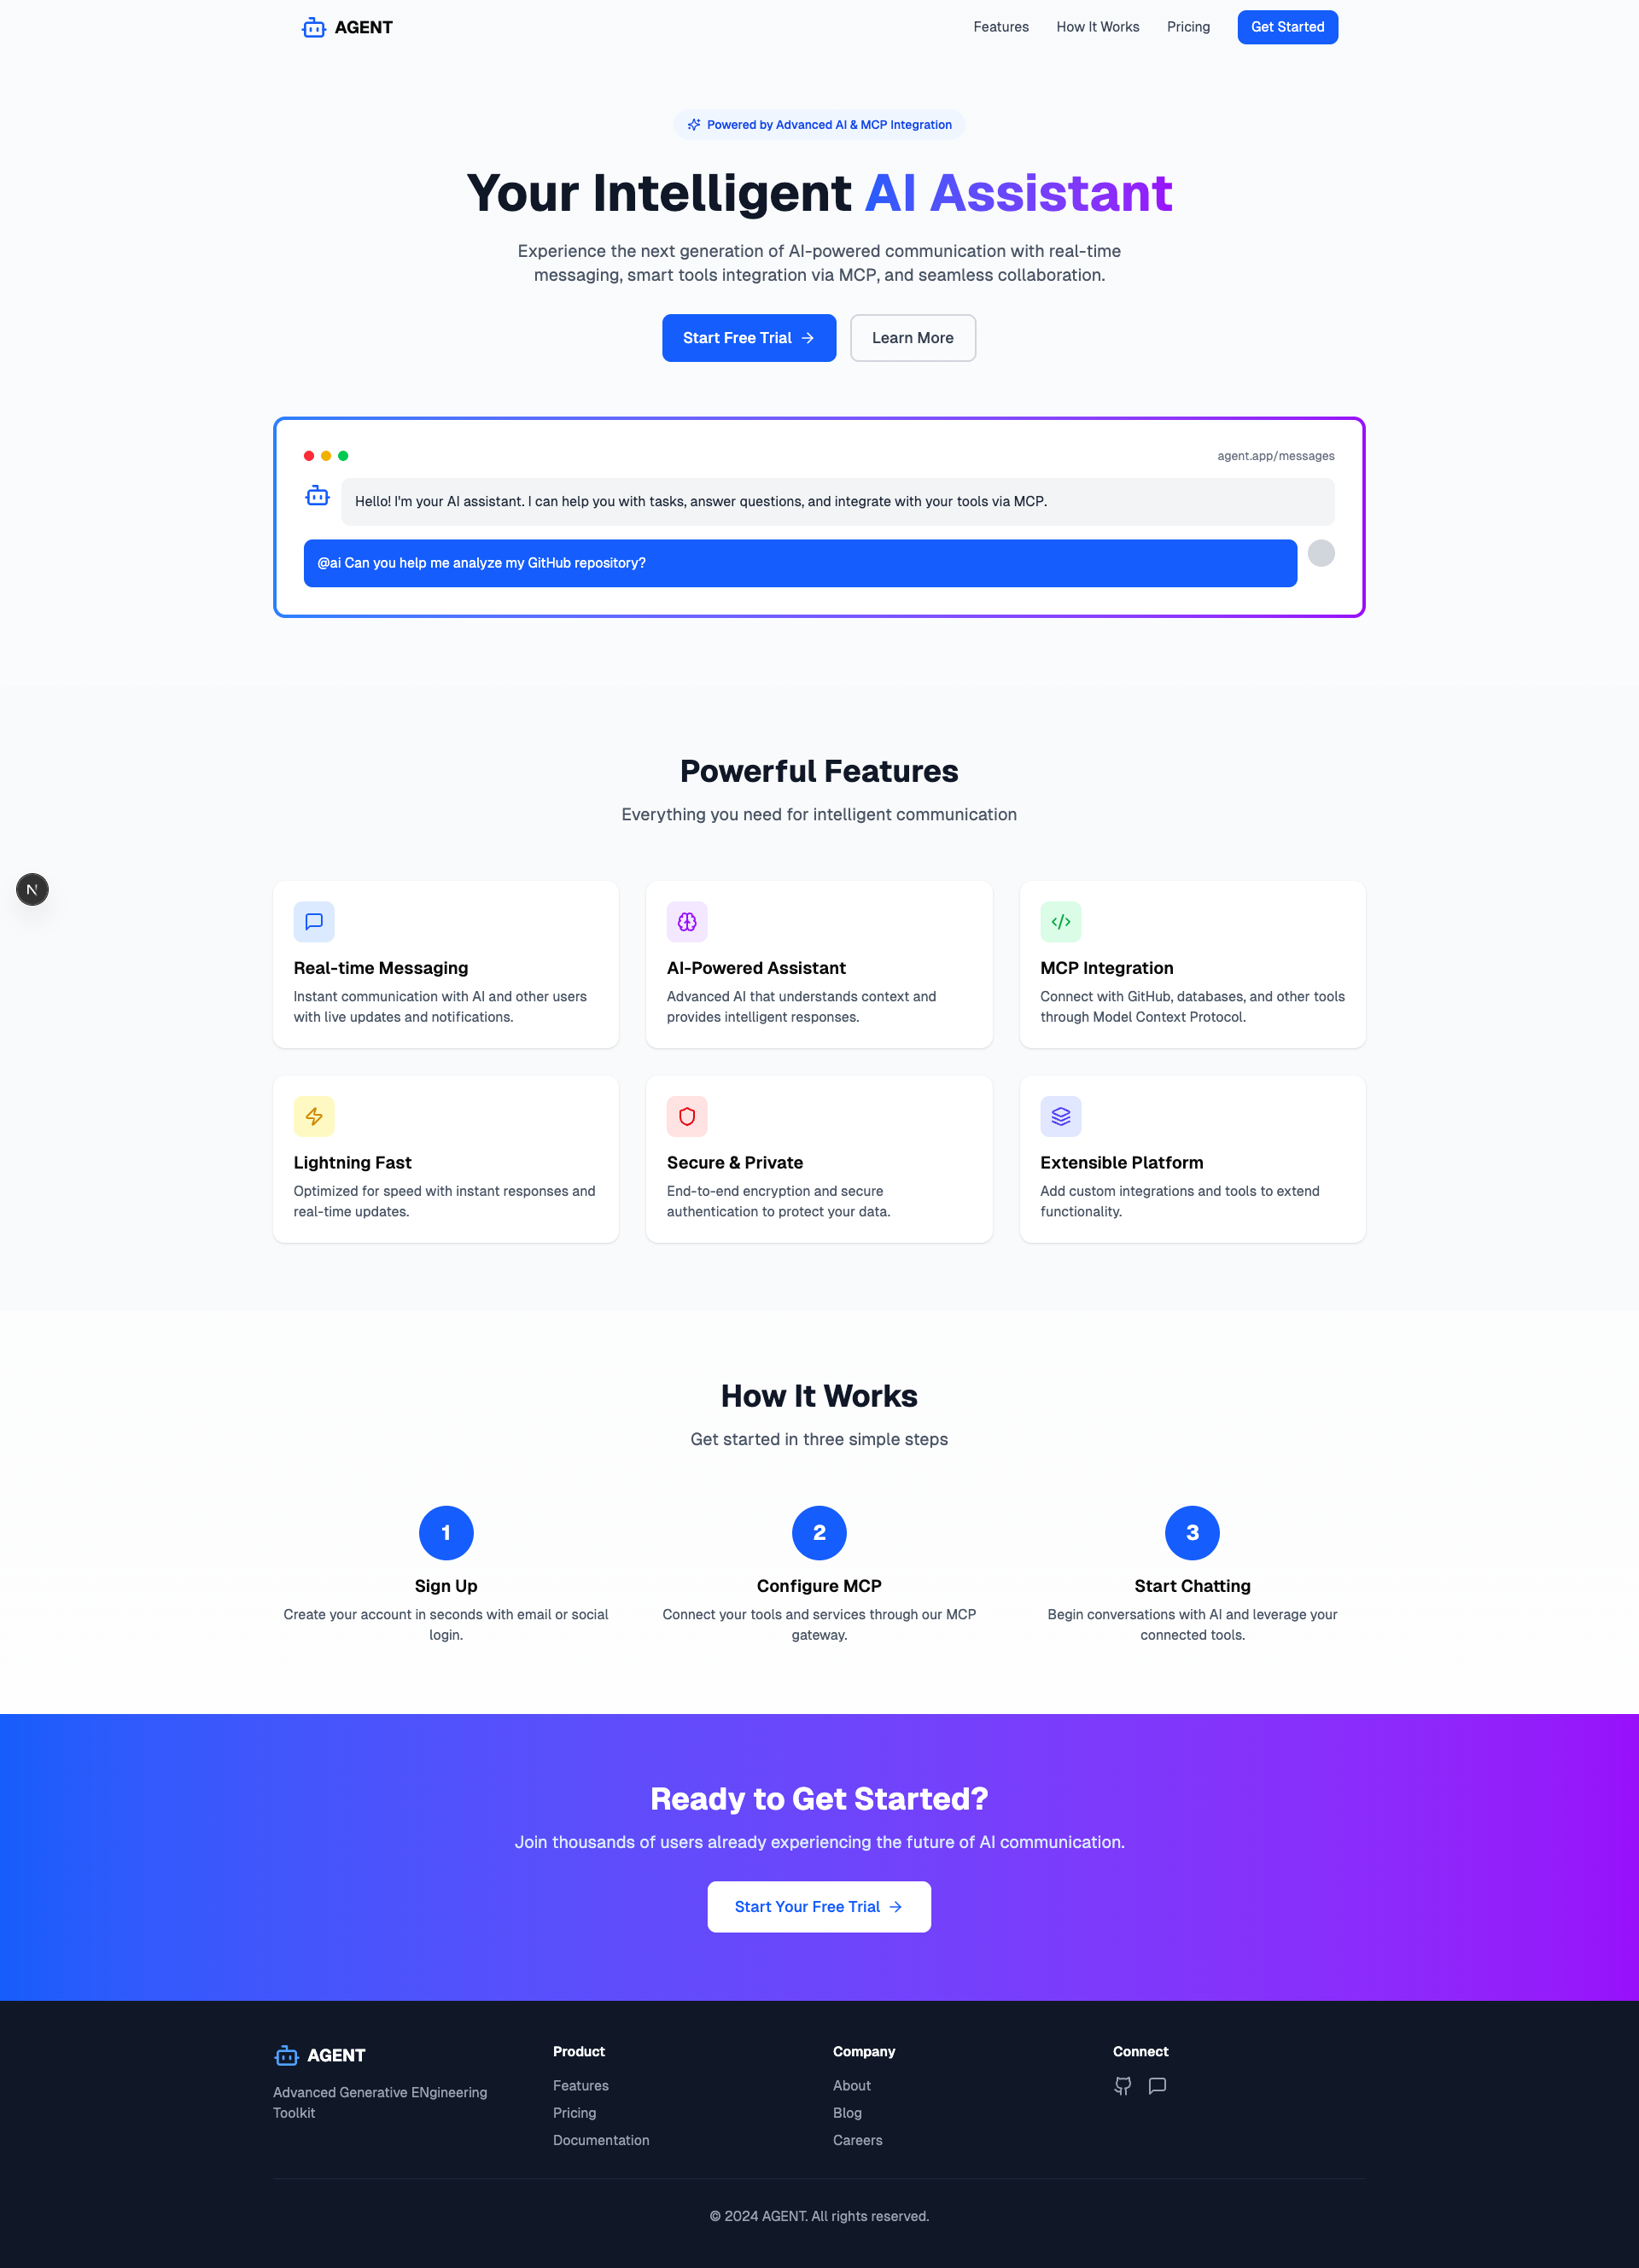 AGENT
Features
How It Works
Pricing
Get Started
Powered by Advanced AI & MCP Integration
Your Intelligent AI Assistant
Experience the next generation of AI-powered communication with real-time
messaging, smart tools integration via MCP, and seamless collaboration.
Start Free Trial
Learn More
agent.app/messages
Hello! I'm your AI assistant. I can help you with tasks, answer questions, and integrate with your tools via MCP.
@ai Can you help me analyze my GitHub repository?
Powerful Features
Everything you need for intelligent communication
N
Real-time Messaging
Instant communication with AI and other users
with live updates and notifications.
AI-Powered Assistant
Advanced AI that understands context and
provides intelligent responses.
MCP Integration
Connect with GitHub, databases, and other tools
through Model Context Protocol.
Lightning Fast
Optimized for speed with instant responses and
real-time updates.
Secure & Private
End-to-end encryption and secure
authentication to protect your data.
Extensible Platform
Add custom integrations and tools to extend
functionality.
How It Works
Get started in three simple steps
1
Sign Up
Create your account in seconds with email or social
login.
2
Configure MCP
Connect your tools and services through our MCP
gateway.
3
Start Chatting
Begin conversations with AI and leverage your
connected tools.
Ready to Get Started?
Join thousands of users already experiencing the future of AI communication.
Start Your Free Trial
AGENT
Advanced Generative ENgineering
Toolkit
Product
Features
Pricing
Documentation
Company
About
Blog
Careers
Connect
© 2024 AGENT. All rights reserved.